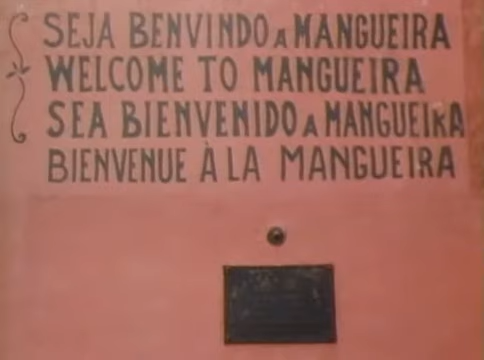 SEJA BENVINDO A MANGUEIRA
WELCOME TO MANGUEIRA
SEA BIENVENIDO A MANGUEIRA
BIENVENUE À LA MANGUEIRA